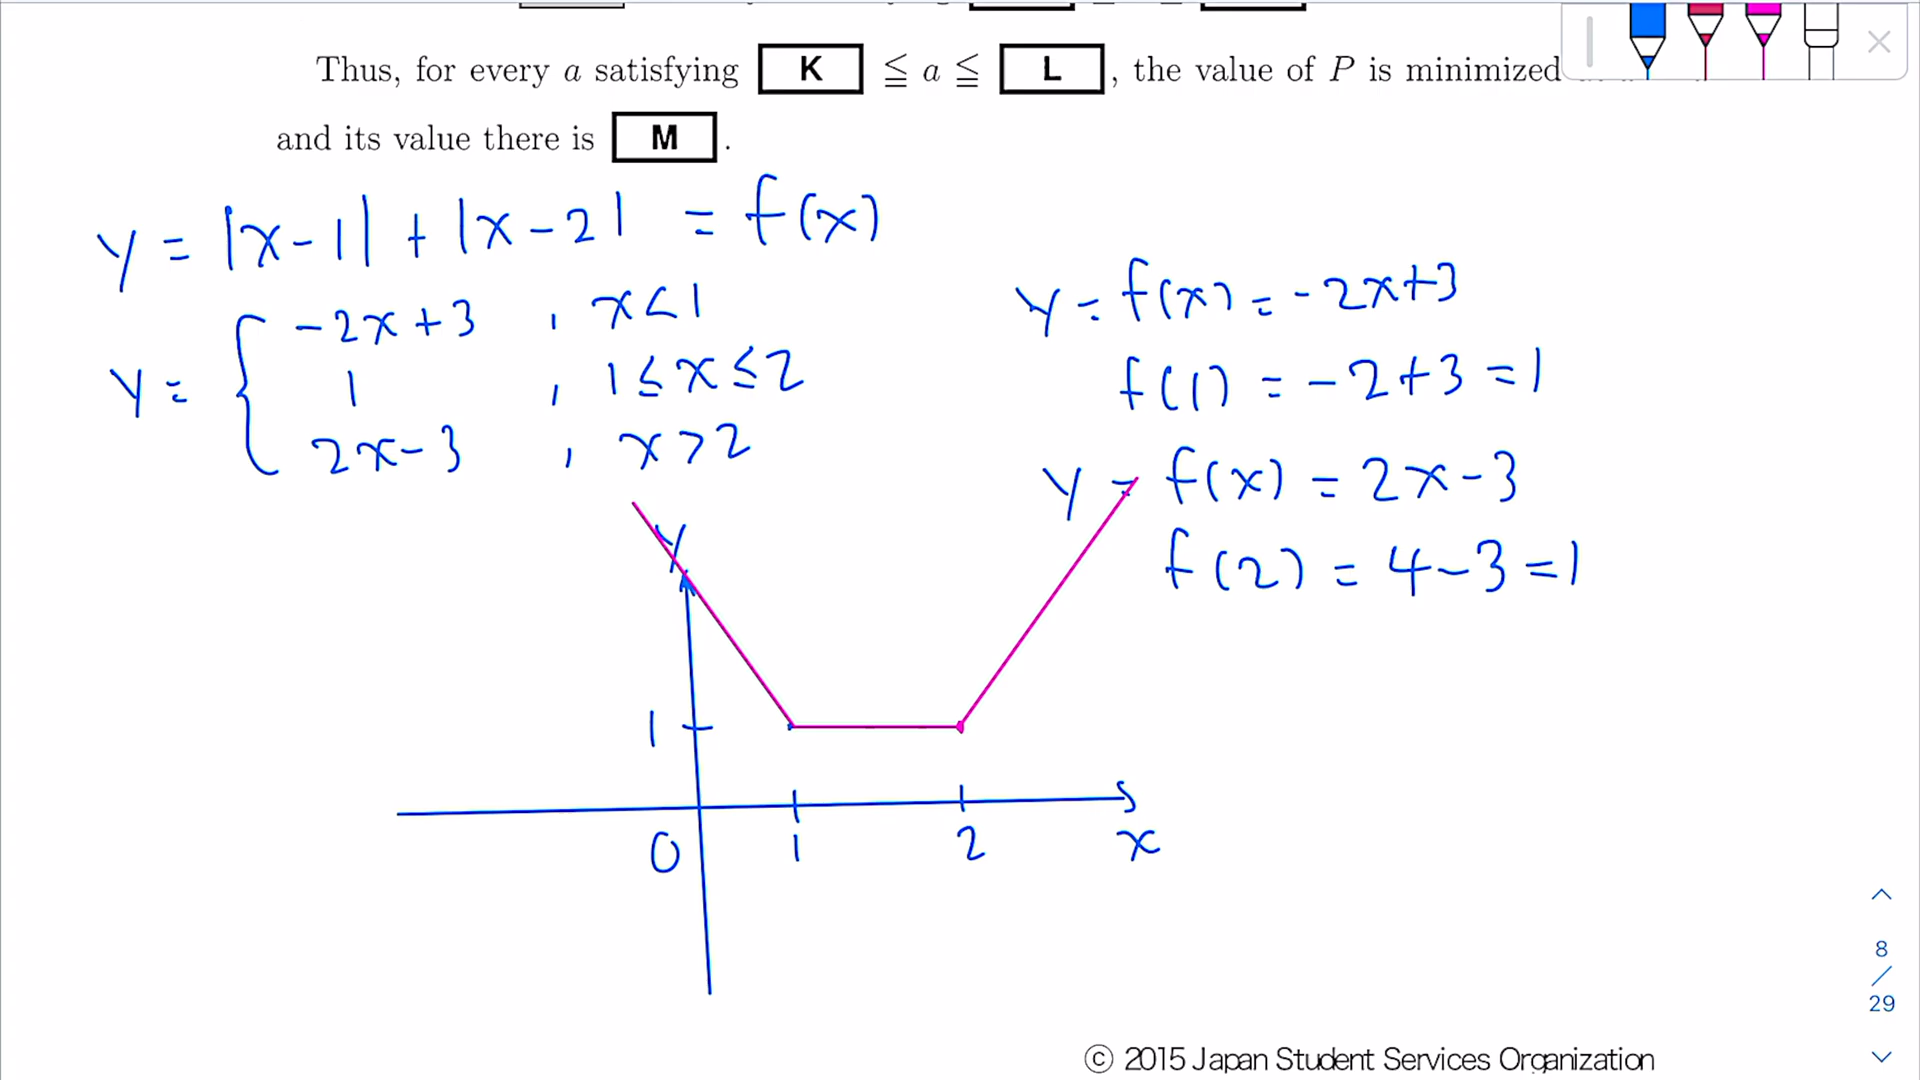 Thus, for every a satisfying K ≦ a ≦ L , the value of P is minimized
and its value there is M .
y = |x-1| + |x-2| = f(x)
y = { -2x+3 , x<1
1 , 1≤x≤2
2x-3 , x>2
y = f(x) = -2x+3
f(1) = -2+3 = 1
y = f(x) = 2x-3
f(2) = 4-3 = 1
y
1
0 1 2 x
8
/
29
© 2015 Japan Student Services Organization